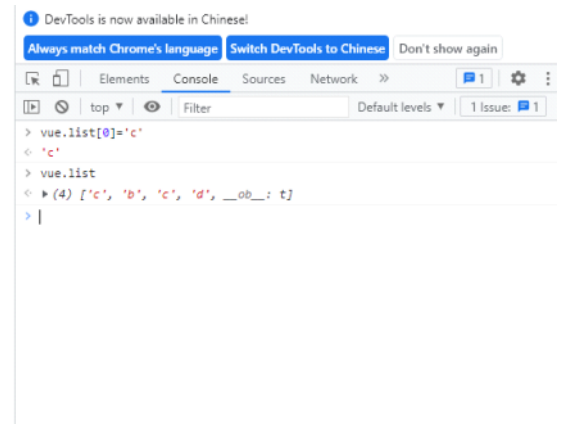 DevTools is now available in Chinese!
Always match Chrome's language Switch DevTools to Chinese Don't show again
Elements Console Sources Network » 1
top ▼ Filter Default levels ▼ 1 Issue: 1
> vue.list[0]='c'
< 'c'
> vue.list
< ▶ (4) ['c', 'b', 'c', 'd', __ob__: t]
>